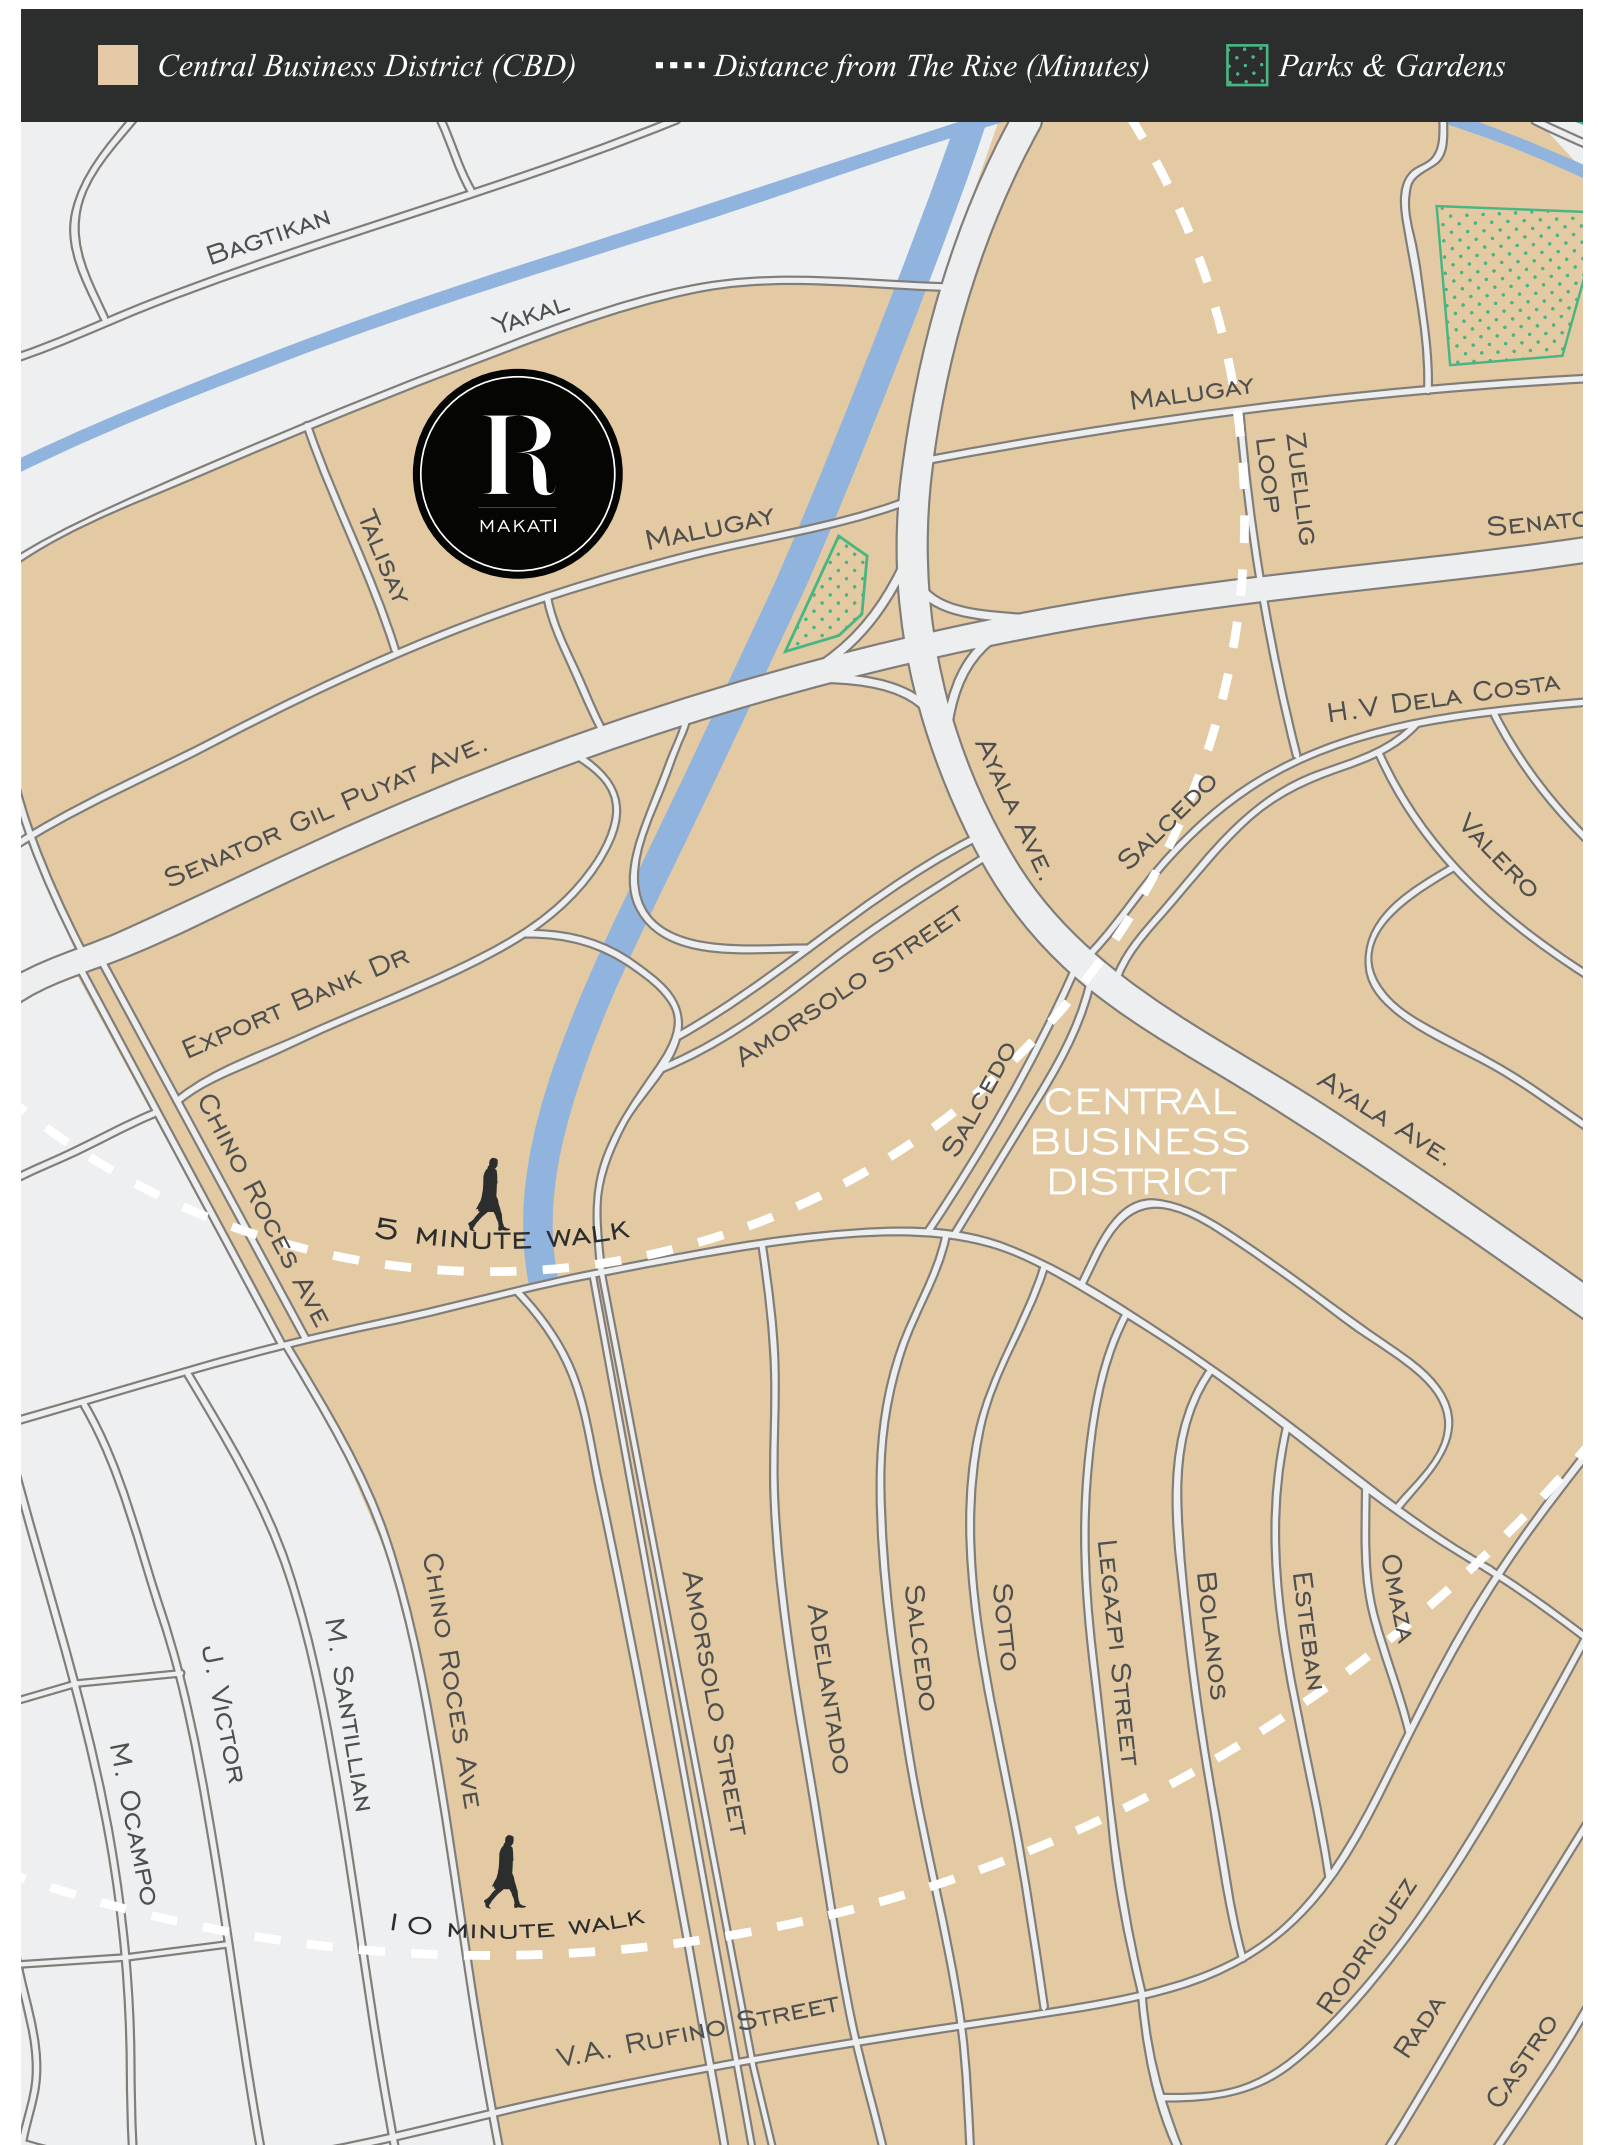 Central Business District (CBD)
Distance from The Rise (Minutes)
Parks & Gardens
BAGTIKAN
YAKAL
MALUGAY
R
MAKATI
ZUELLIG
LOOP
TALISAY
MALUGAY
SENATO
H.V DELA COSTA
SENATOR GIL PUYAT AVE.
AYALA AVE.
SALCEDO
VALERO
EXPORT BANK DR
AMORSOLO STREET
SALCEDO
CENTRAL
BUSINESS
DISTRICT
AYALA AVE.
CHINO ROCES AVE
5 MINUTE WALK
CHINO ROCES AVE
AMORSOLO STREET
ADELANTADO
SALCEDO
SOTTO
LEGAZPI STREET
BOLANOS
ESTEBAN
OMAZA
M. SANTILLIAN
J. VICTOR
M. OCAMPO
10 MINUTE WALK
V.A. RUFINO STREET
RODRIGUEZ
RADA
CASTRO